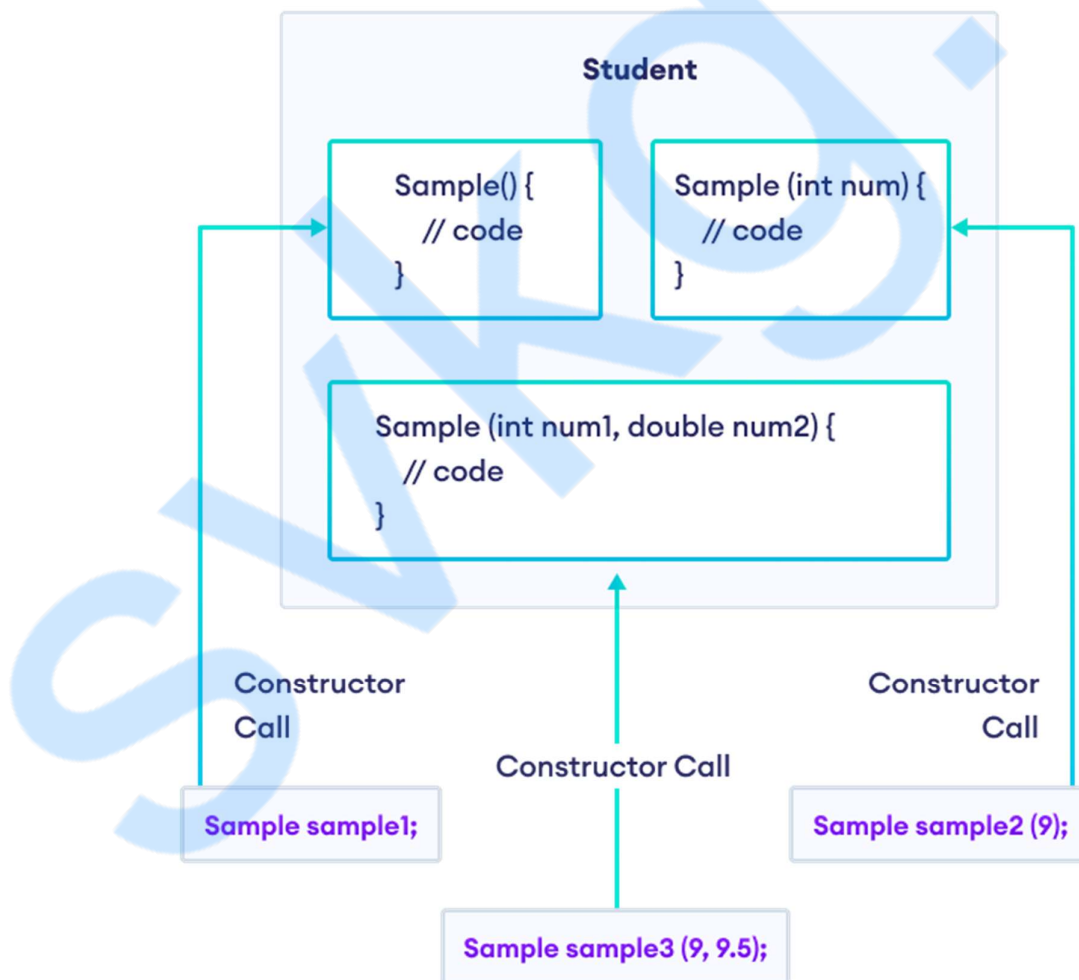 Student
Sample() {
// code
}
Sample (int num) {
// code
}
Sample (int num1, double num2) {
// code
}
Constructor
Call
Constructor
Call
Constructor Call
Sample sample1;
Sample sample2 (9);
Sample sample3 (9, 9.5);
svkg.